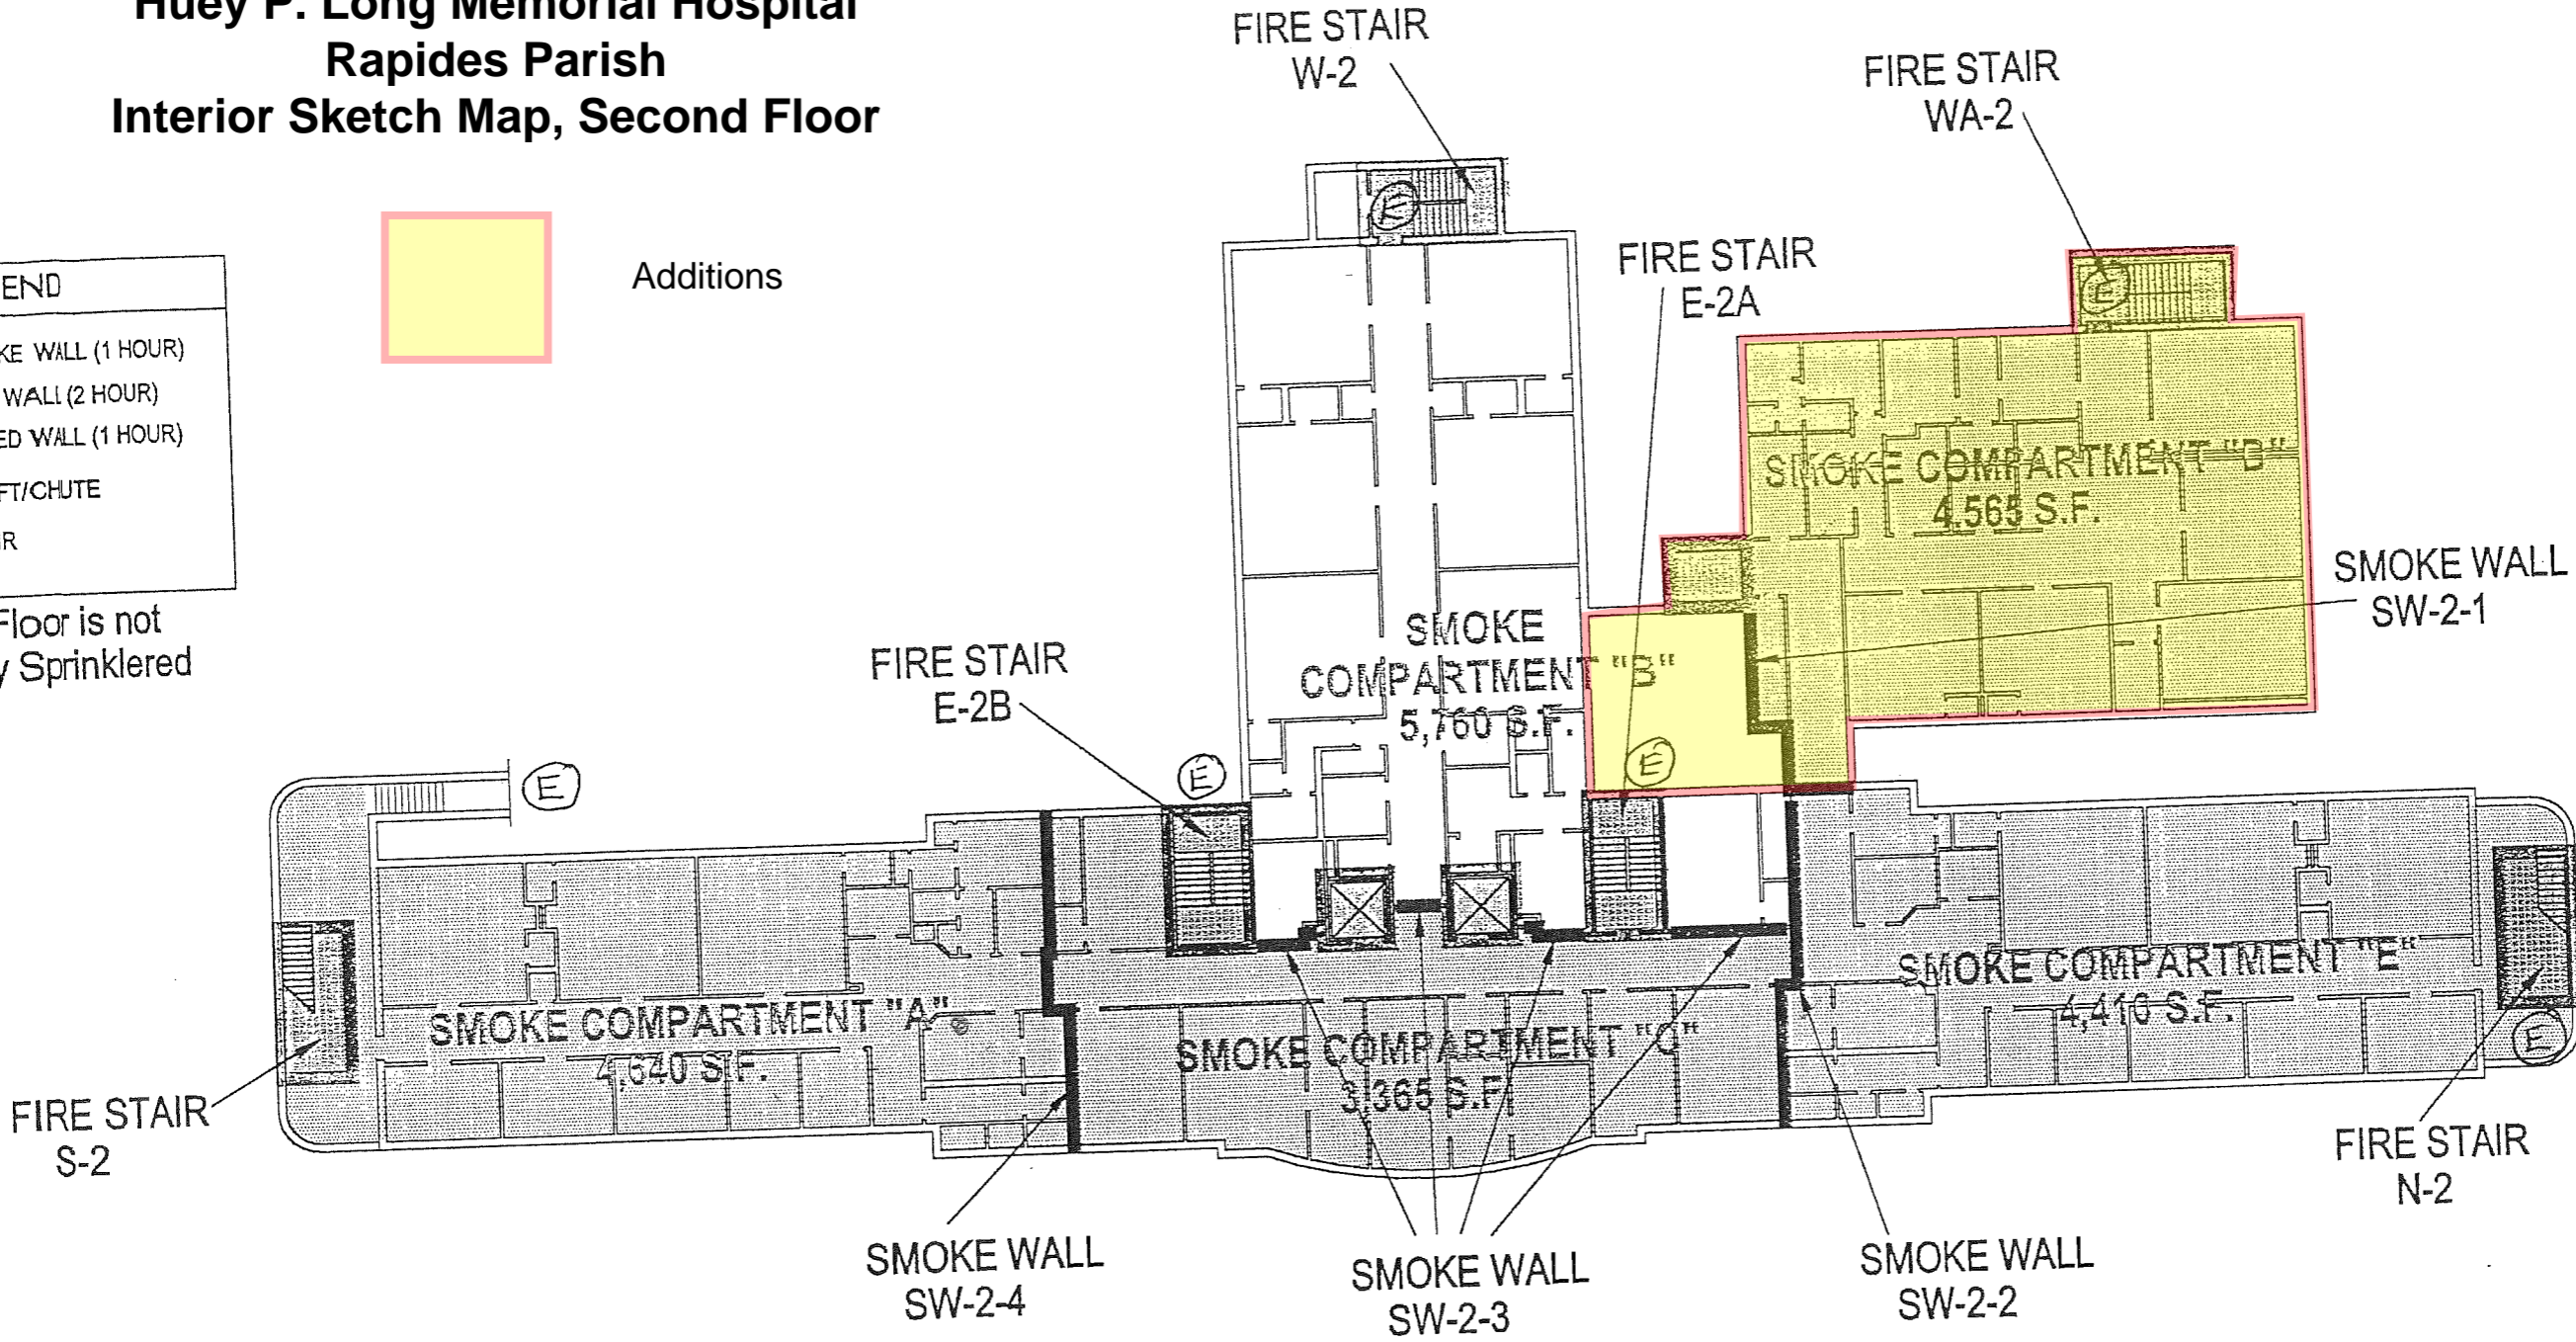 Huey P. Long Memorial Hospital
Rapides Parish
Interior Sketch Map, Second Floor
Additions
END
KE WALL (1 HOUR)
WALL (2 HOUR)
ED WALL (1 HOUR)
FT/CHUTE
R
Floor is not
y Sprinklered
FIRE STAIR
W-2
FIRE STAIR
WA-2
FIRE STAIR
E-2A
E
E
SMOKE COMPARTMENT "D"
4,565 S.F.
SMOKE WALL
SW-2-1
SMOKE
COMPARTMENT "B"
5,760 S.F.
FIRE STAIR
E-2B
E
E
E
SMOKE COMPARTMENT "A"
4,640 S.F.
SMOKE COMPARTMENT "C"
3,365 S.F.
SMOKE COMPARTMENT "E"
4,410 S.F.
E
FIRE STAIR
S-2
FIRE STAIR
N-2
SMOKE WALL
SW-2-4
SMOKE WALL
SW-2-3
SMOKE WALL
SW-2-2